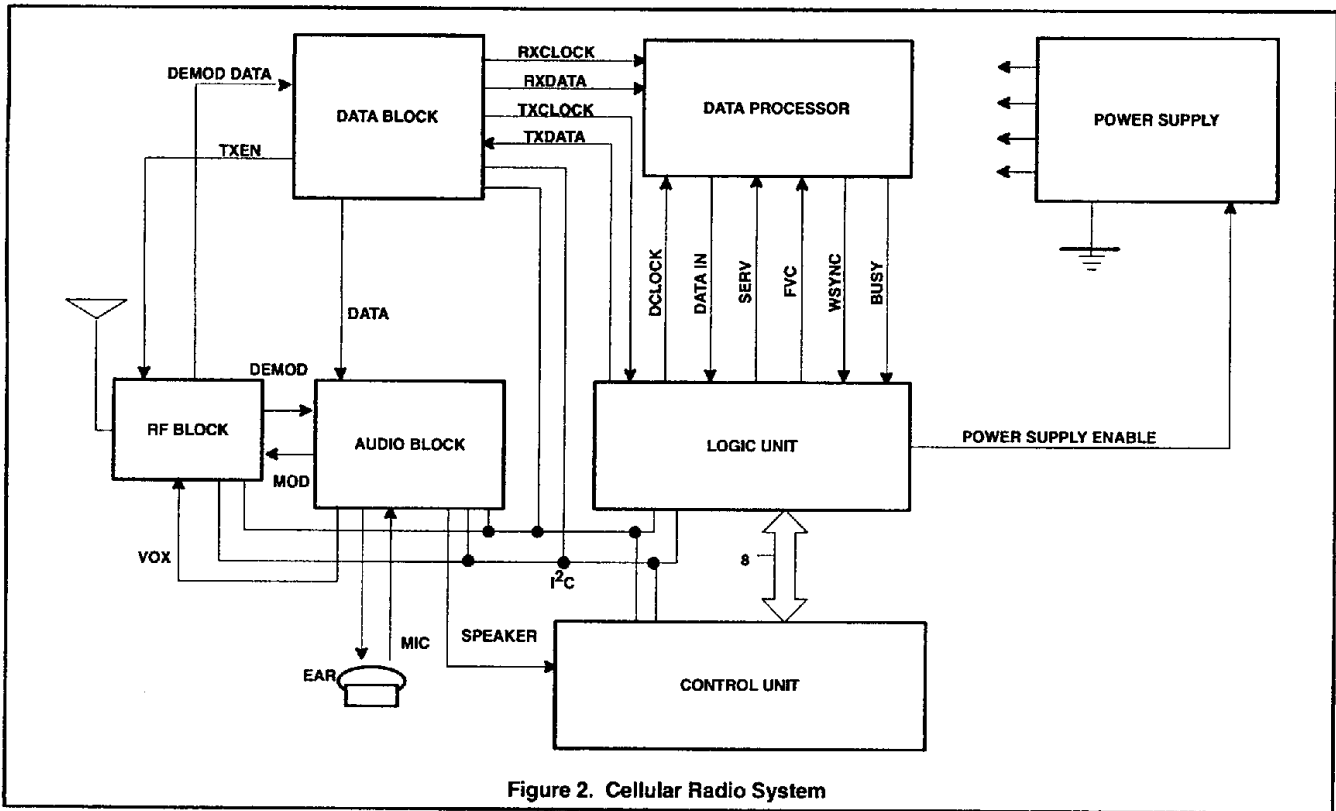 RXCLOCK
DEMOD DATA
RXDATA
DATA BLOCK
TXCLOCK
DATA PROCESSOR
POWER SUPPLY
TXDATA
TXEN
DCLOCK
DATA IN
SERV
FVC
WSYNC
BUSY
DATA
DEMOD
RF BLOCK
AUDIO BLOCK
LOGIC UNIT
POWER SUPPLY ENABLE
MOD
VOX
I²C
8
MIC
SPEAKER
EAR
CONTROL UNIT
Figure 2. Cellular Radio System